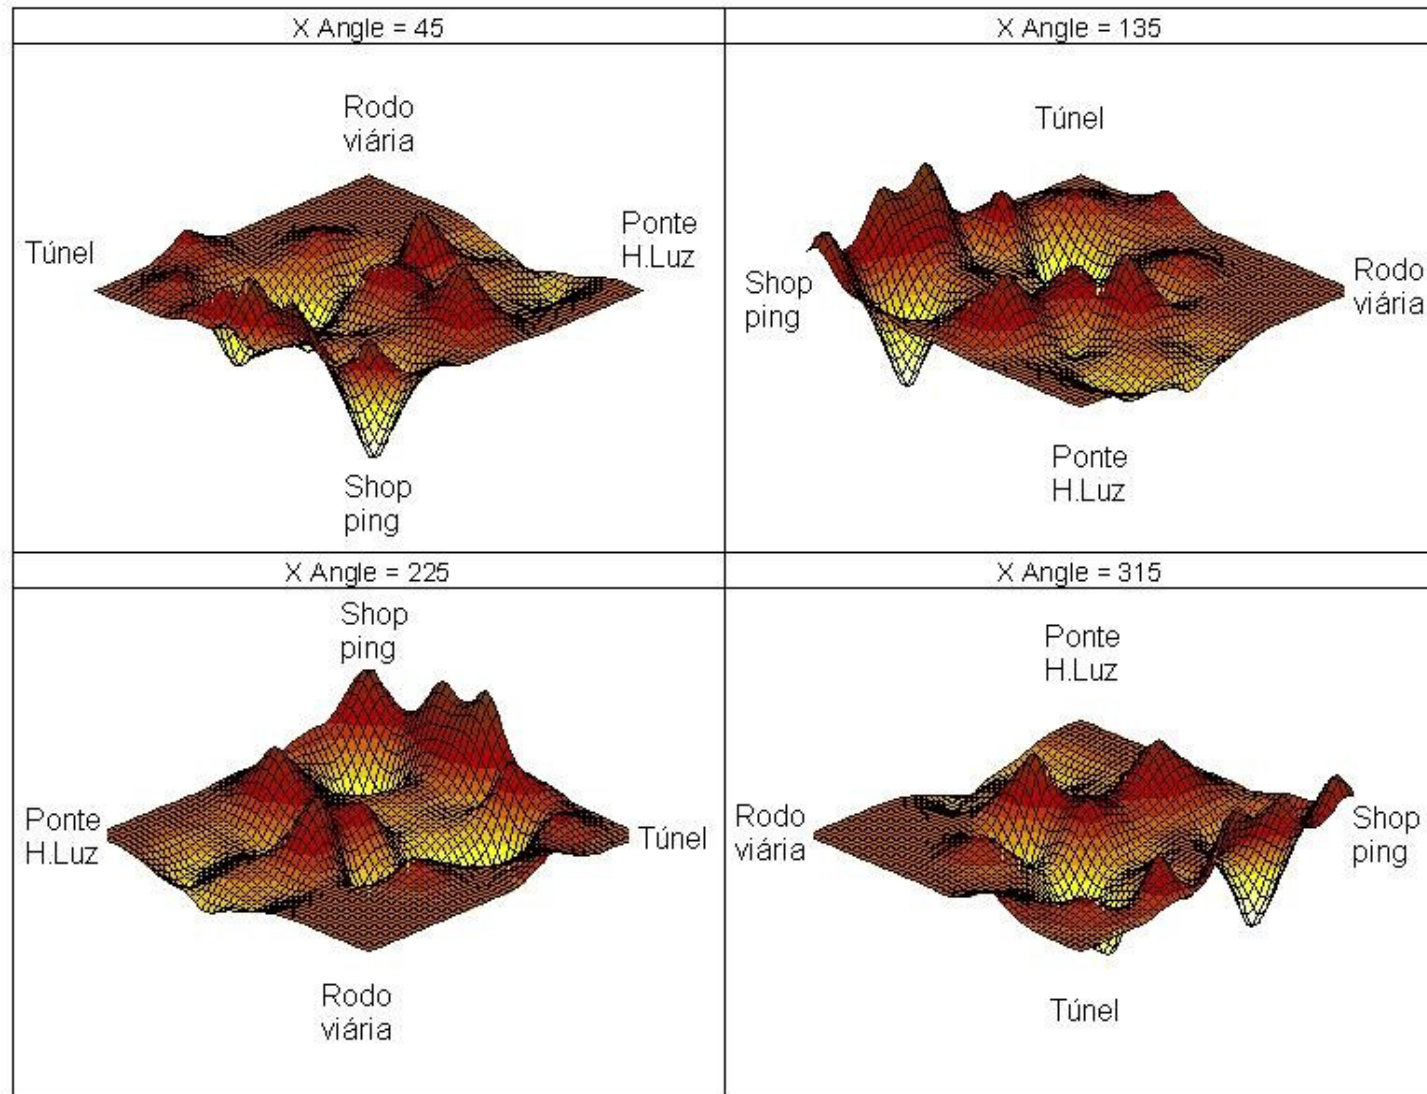 X Angle = 45
X Angle = 135
Rodo
viária
Túnel
Ponte
H.Luz
Shop
ping
Túnel
Shop
ping
Rodo
viária
Ponte
H.Luz
X Angle = 225
X Angle = 315
Shop
ping
Ponte
H.Luz
Túnel
Rodo
viária
Ponte
H.Luz
Rodo
viária
Shop
ping
Túnel